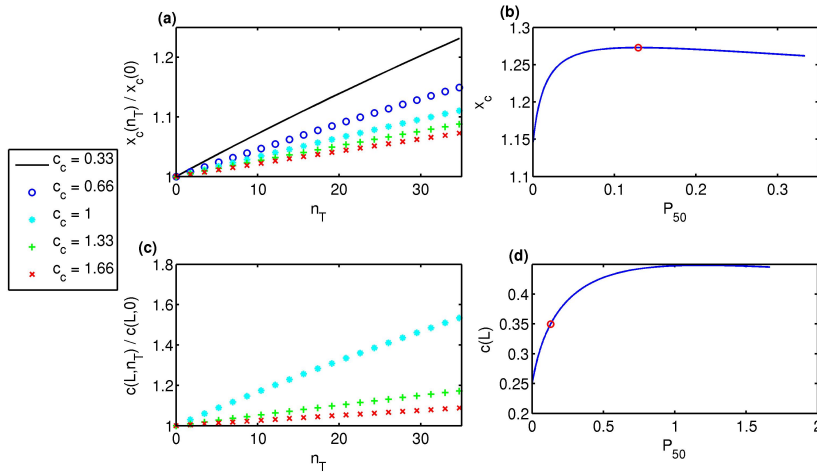 (a)
x_c(n_T) / x_c(0)
1.2
1.1
1
0
10
20
30
n_T
(b)
x_c
1.3
1.25
1.2
1.15
1.1
0
0.1
0.2
0.3
P_50
c_c = 0.33
c_c = 0.66
c_c = 1
c_c = 1.33
c_c = 1.66
(c)
c(L,n_T) / c(L,0)
1.8
1.6
1.4
1.2
1
0
10
20
30
n_T
(d)
c(L)
0.4
0.35
0.3
0.25
0.2
0
0.5
1
1.5
2
P_50